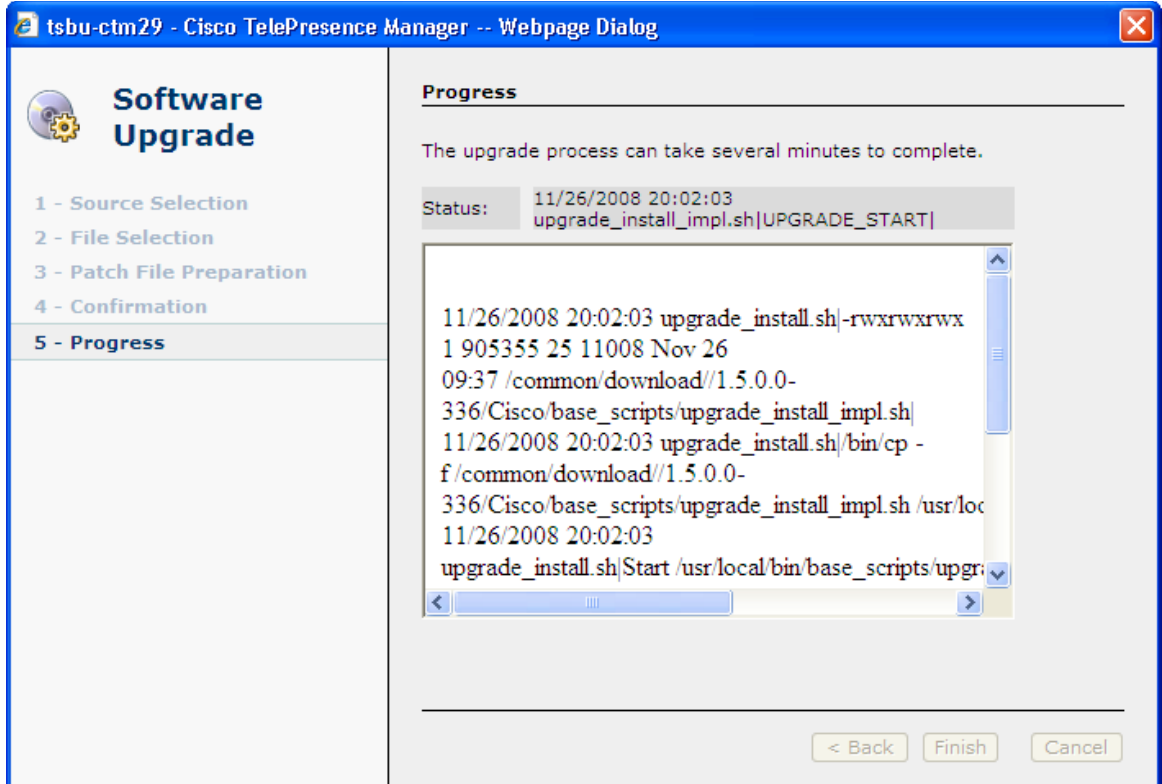 tsbu-ctm29 - Cisco TelePresence Manager -- Webpage Dialog
Software
Upgrade
1 - Source Selection
2 - File Selection
3 - Patch File Preparation
4 - Confirmation
5 - Progress
Progress
The upgrade process can take several minutes to complete.
Status:
11/26/2008 20:02:03
upgrade_install_impl.sh|UPGRADE_START|
11/26/2008 20:02:03 upgrade_install.sh|-rwxrwxrwx
1 905355 25 11008 Nov 26
09:37 /common/download//1.5.0.0-
336/Cisco/base_scripts/upgrade_install_impl.sh|
11/26/2008 20:02:03 upgrade_install.sh|/bin/cp -
f /common/download//1.5.0.0-
336/Cisco/base_scripts/upgrade_install_impl.sh /usr/loc
11/26/2008 20:02:03
upgrade_install.sh|Start /usr/local/bin/base_scripts/upgra
< Back
Finish
Cancel